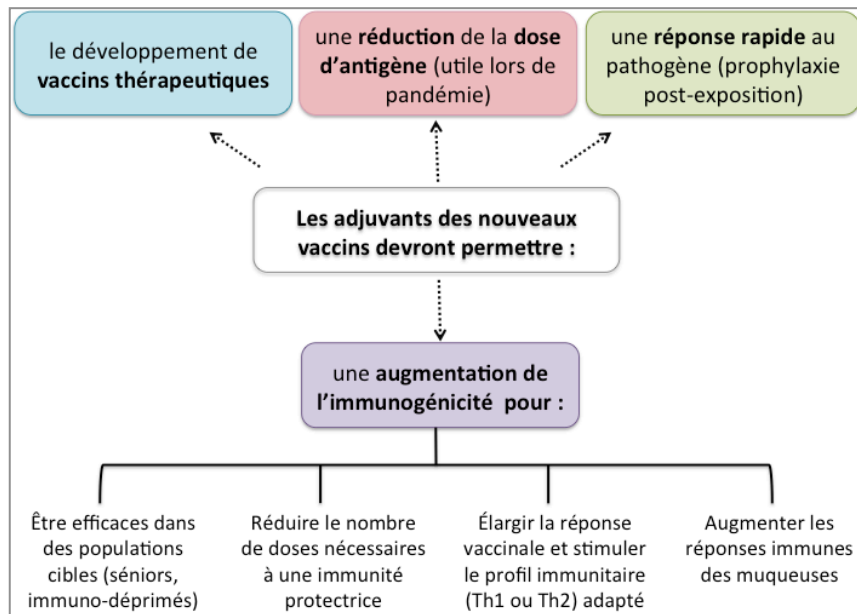 le développement de
vaccins thérapeutiques
une réduction de la dose
d'antigène (utile lors de
pandémie)
une réponse rapide au
pathogène (prophylaxie
post-exposition)
Les adjuvants des nouveaux
vaccins devront permettre :
une augmentation de
l'immunogénicité pour :
Être efficaces dans
des populations
cibles (séniors,
immuno-déprimés)
Réduire le nombre
de doses nécessaires
à une immunité
protectrice
Élargir la réponse
vaccinale et stimuler
le profil immunitaire
(Th1 ou Th2) adapté
Augmenter les
réponses immunes
des muqueuses